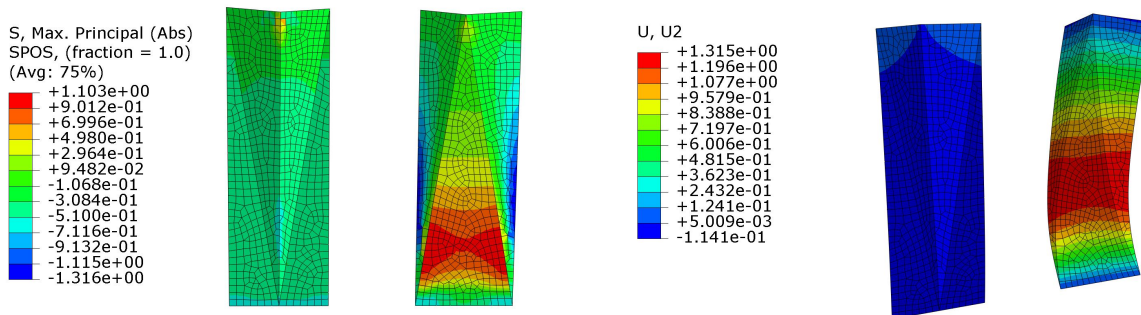 S, Max. Principal (Abs)
SPOS, (fraction = 1.0)
(Avg: 75%)
+1.103e+00
+9.012e-01
+6.996e-01
+4.980e-01
+2.964e-01
+9.482e-02
-1.068e-01
-3.084e-01
-5.100e-01
-7.116e-01
-9.132e-01
-1.115e+00
-1.316e+00
U, U2
+1.315e+00
+1.196e+00
+1.077e+00
+9.579e-01
+8.388e-01
+7.197e-01
+6.006e-01
+4.815e-01
+3.623e-01
+2.432e-01
+1.241e-01
+5.009e-03
-1.141e-01